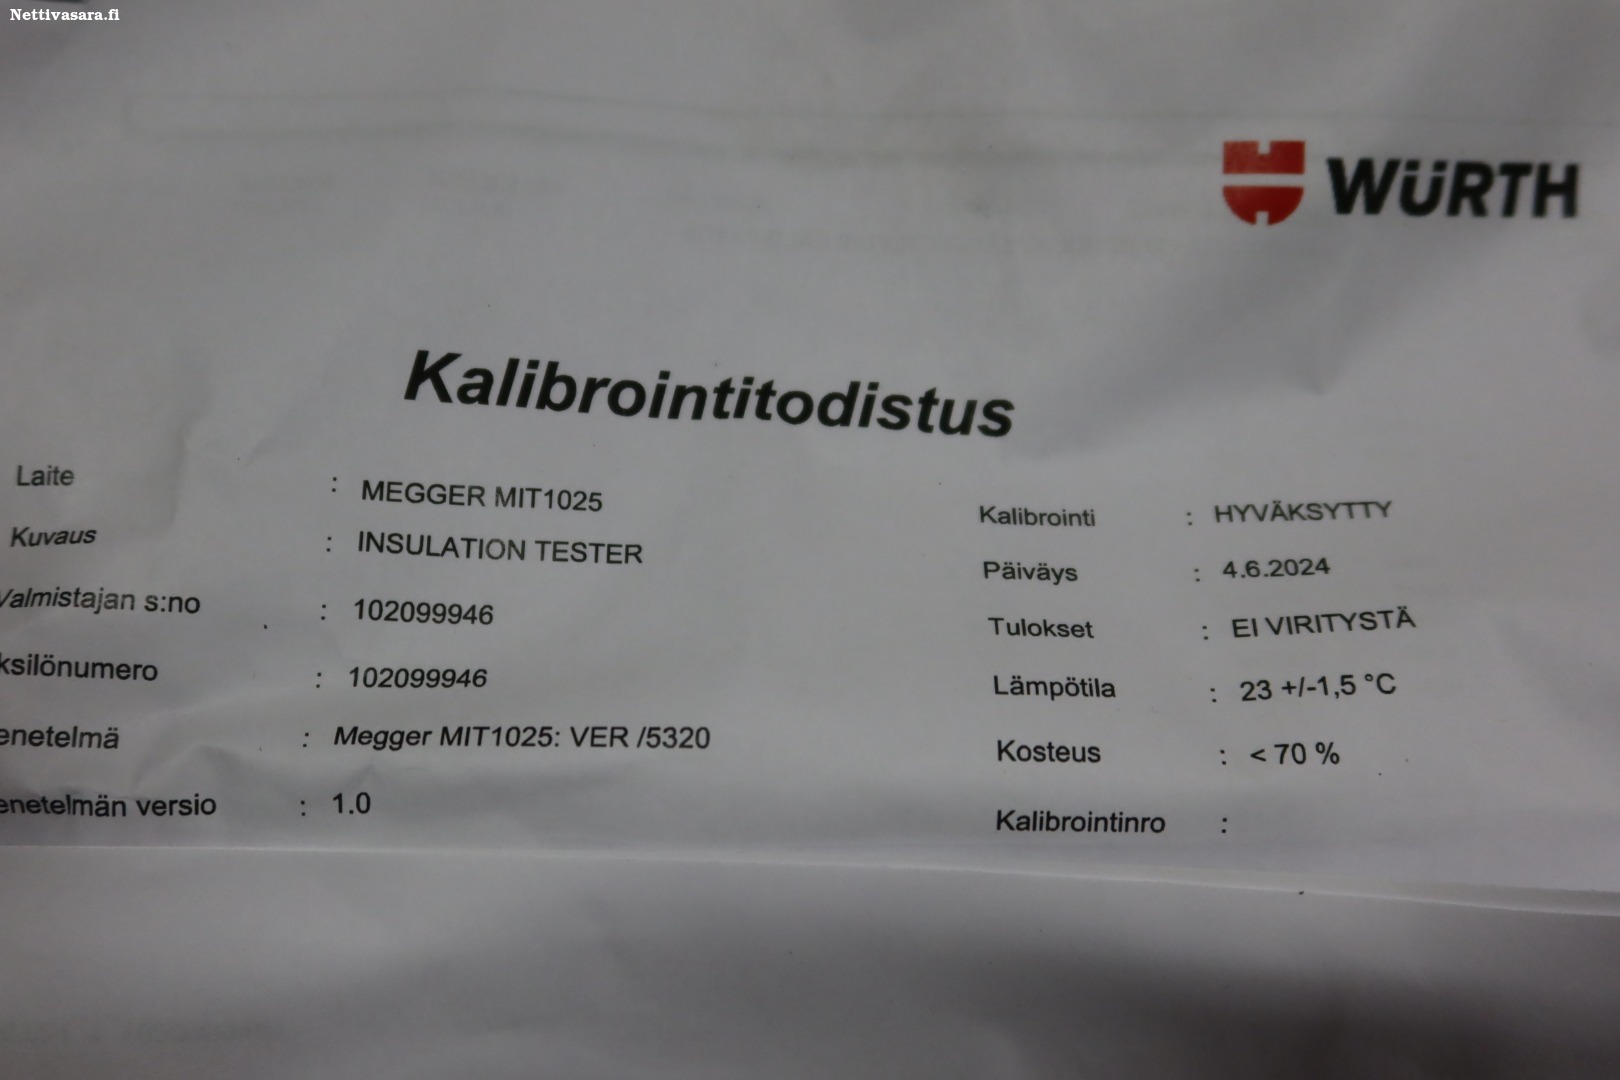 Nettivasara.fi
WÜRTH
Kalibrointitodistus
Laite : MEGGER MIT1025
Kuvaus : INSULATION TESTER
Valmistajan s:no : 102099946
ksilönumero : 102099946
enetelmä : Megger MIT1025: VER /5320
enetelmän versio : 1.0
Kalibrointi : HYVÄKSYTTY
Päiväys : 4.6.2024
Tulokset : EI VIRITYSTÄ
Lämpötila : 23 +/-1,5 °C
Kosteus : < 70 %
Kalibrointinro :